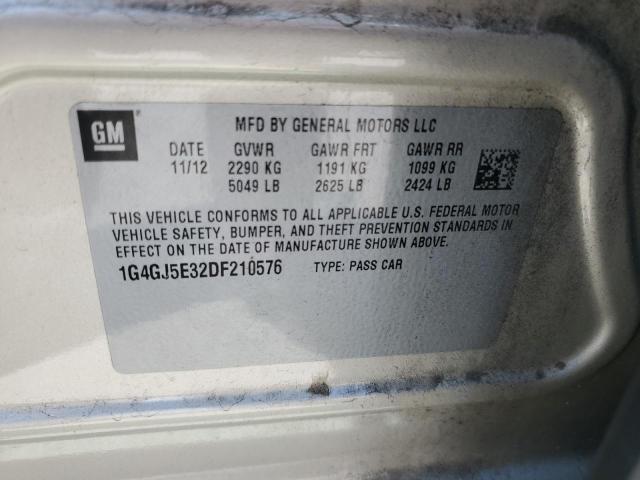 GM
MFD BY GENERAL MOTORS LLC
DATE GVWR GAWR FRT GAWR RR
11/12 2290 KG 1191 KG 1099 KG
5049 LB 2625 LB 2424 LB
THIS VEHICLE CONFORMS TO ALL APPLICABLE U.S. FEDERAL MOTOR
VEHICLE SAFETY, BUMPER, AND THEFT PREVENTION STANDARDS IN
EFFECT ON THE DATE OF MANUFACTURE SHOWN ABOVE.
1G4GJ5E32DF210576 TYPE: PASS CAR